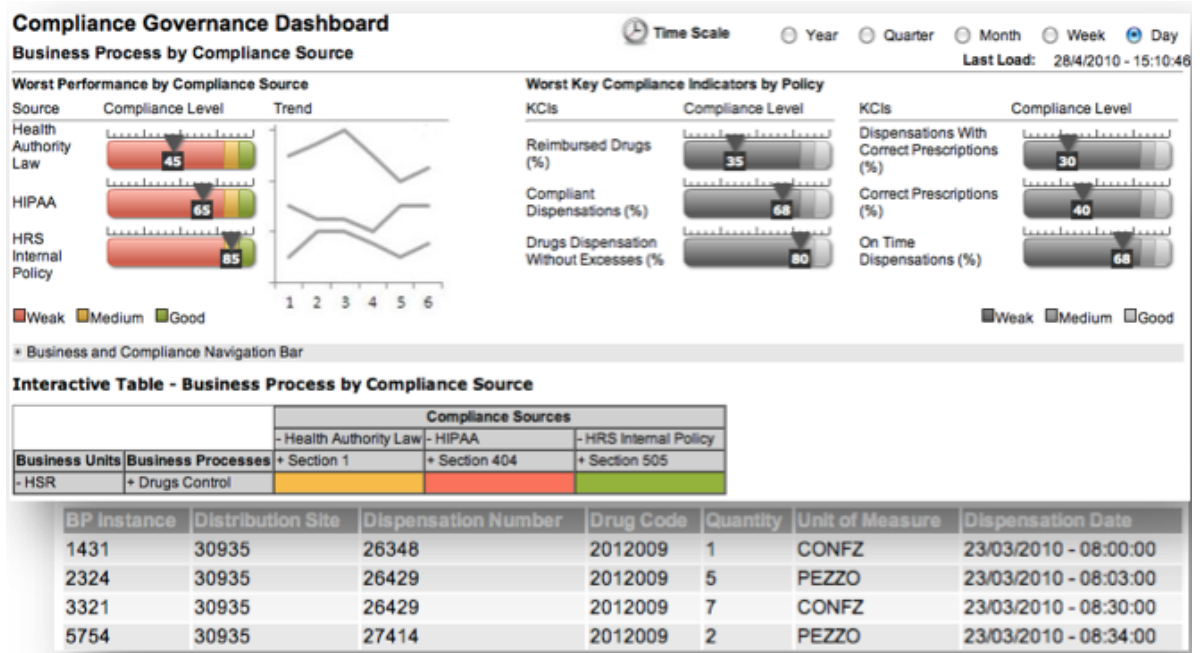 Compliance Governance Dashboard
Time Scale Year Quarter Month Week Day
Business Process by Compliance Source
Last Load: 28/4/2010 - 15:10:46
Worst Performance by Compliance Source
Source Compliance Level Trend
Health Authority Law
45
HIPAA
65
HRS Internal Policy
85
1 2 3 4 5 6
Weak Medium Good
Worst Key Compliance Indicators by Policy
KCIs Compliance Level KCIs Compliance Level
Reimbursed Drugs (%)
35
Dispensations With Correct Prescriptions (%)
30
Compliant Dispensations (%)
68
Correct Prescriptions (%)
40
Drugs Dispensation Without Excesses (%
80
On Time Dispensations (%)
68
Weak Medium Good
+ Business and Compliance Navigation Bar
Interactive Table - Business Process by Compliance Source
Compliance Sources
- Health Authority Law - HIPAA - HRS Internal Policy
Business Units Business Processes + Section 1 + Section 404 + Section 505
- HSR + Drugs Control
BP Instance Distribution Site Dispensation Number Drug Code Quantity Unit of Measure Dispensation Date
1431 30935 26348 2012009 1 CONFZ 23/03/2010 - 08:00:00
2324 30935 26429 2012009 5 PEZZO 23/03/2010 - 08:03:00
3321 30935 26429 2012009 7 CONFZ 23/03/2010 - 08:30:00
5754 30935 27414 2012009 2 PEZZO 23/03/2010 - 08:34:00